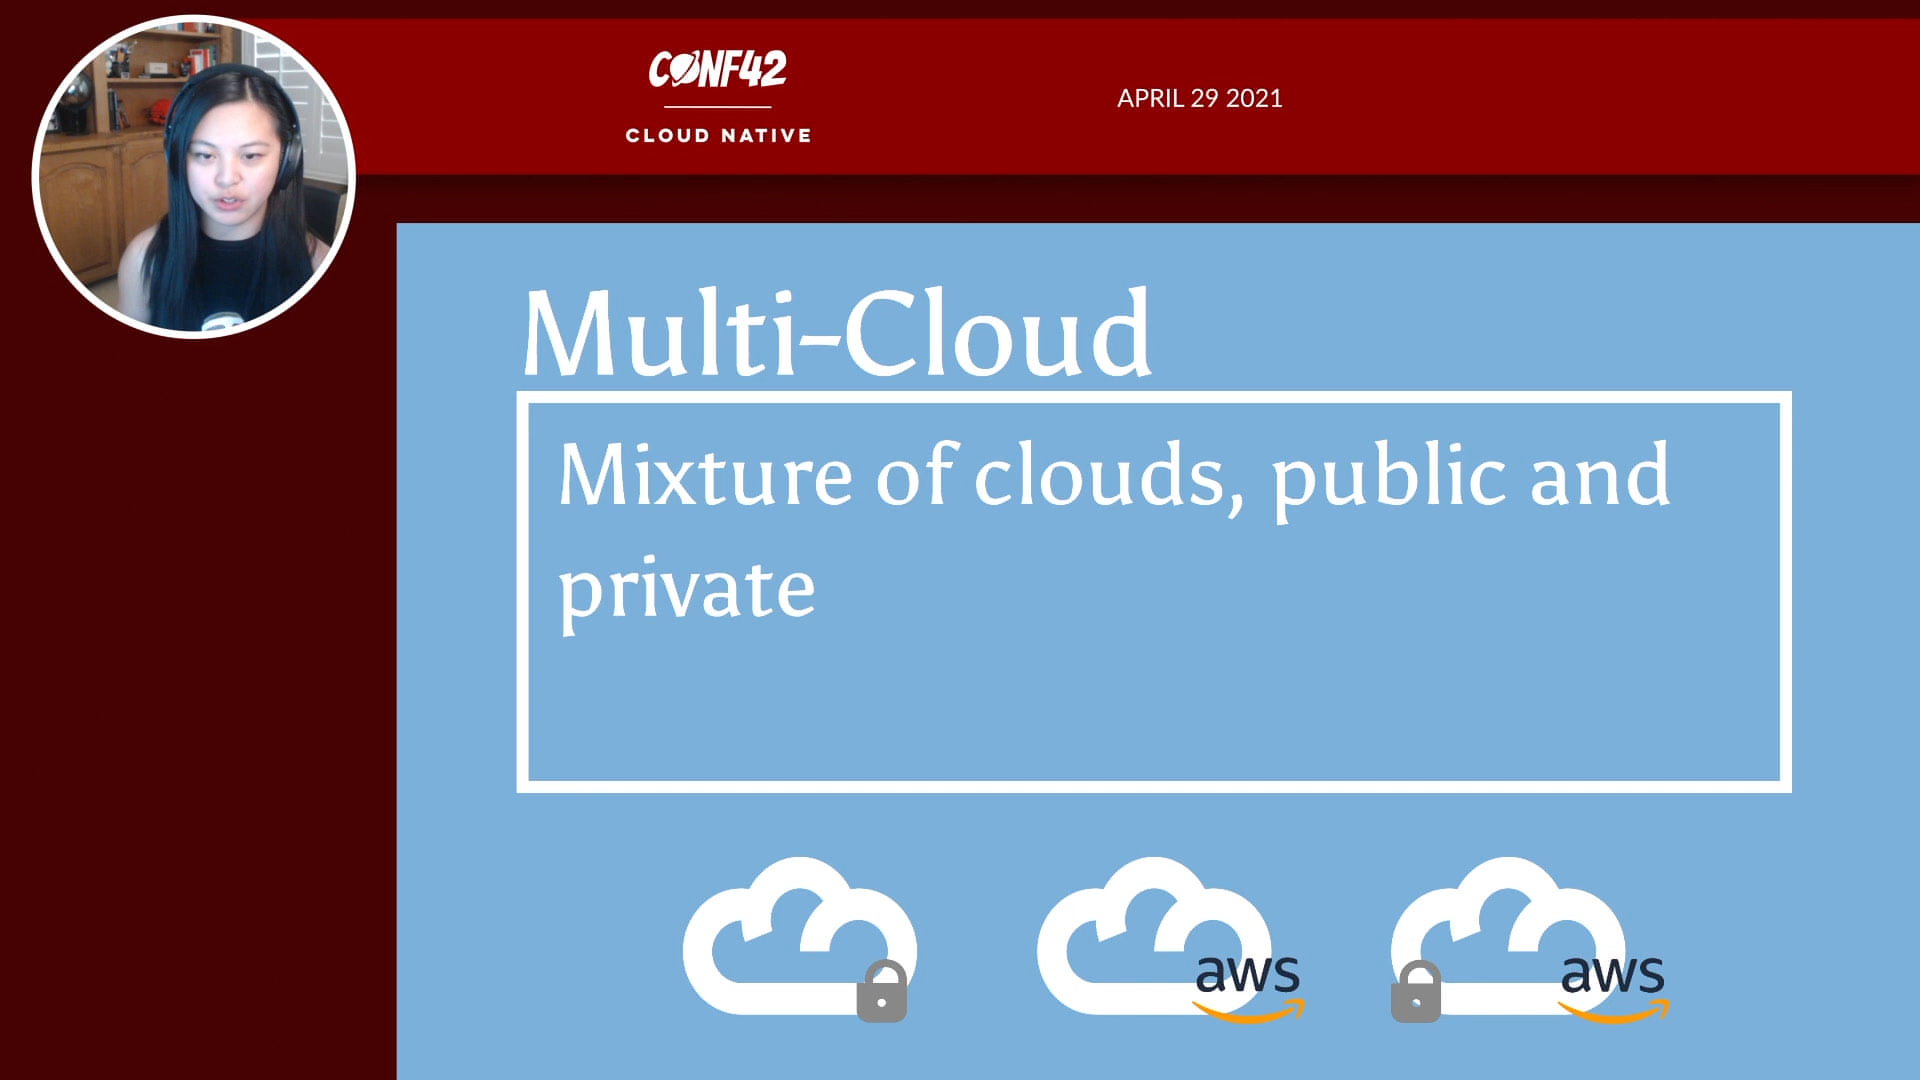 CONF42
CLOUD NATIVE
APRIL 29 2021
Multi-Cloud
Mixture of clouds, public and
private
aws
aws